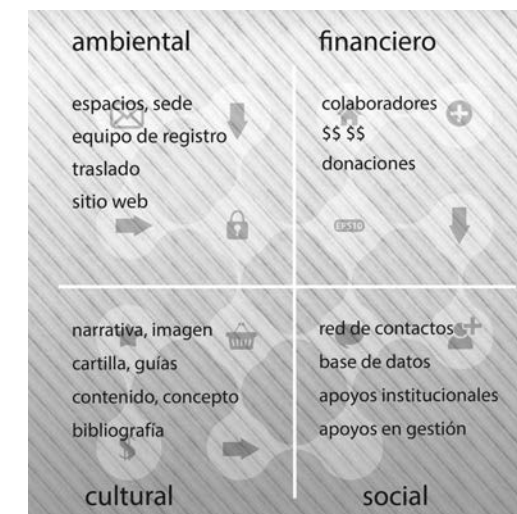 ambiental
espacios, sede
equipo de registro
traslado
sitio web
financiero
colaboradores
$$ $$
donaciones
EPS10
narrativa, imagen
cartilla, guías
contenido, concepto
bibliografía
$
cultural
red de contactos
base de datos
apoyos institucionales
apoyos en gestión
social